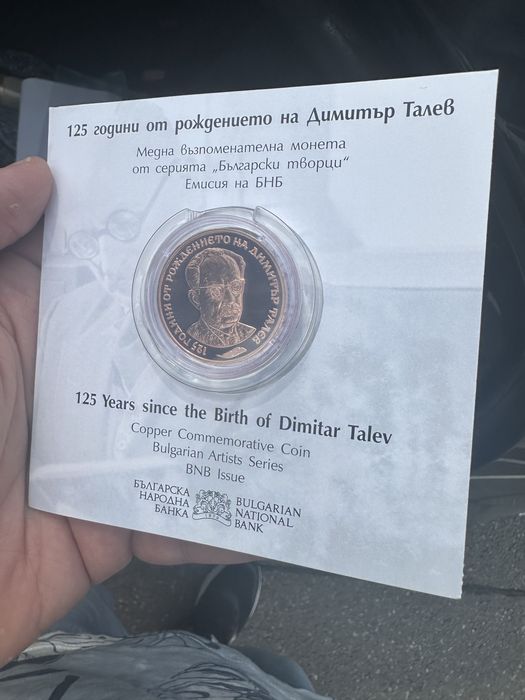 125 години от рождението на Димитър Талев
Медна възпоменателна монета
от серията „Български творци“
Емисия на БНБ
125 ГОДИНИ ОТ РОЖДЕНИЕТО НА ДИМИТЪР ТАЛЕВ
125 Years since the Birth of Dimitar Talev
Copper Commemorative Coin
Bulgarian Artists Series
BNB Issue
БЪЛГАРСКА
НАРОДНА
БАНКА
BULGARIAN
NATIONAL
BANK